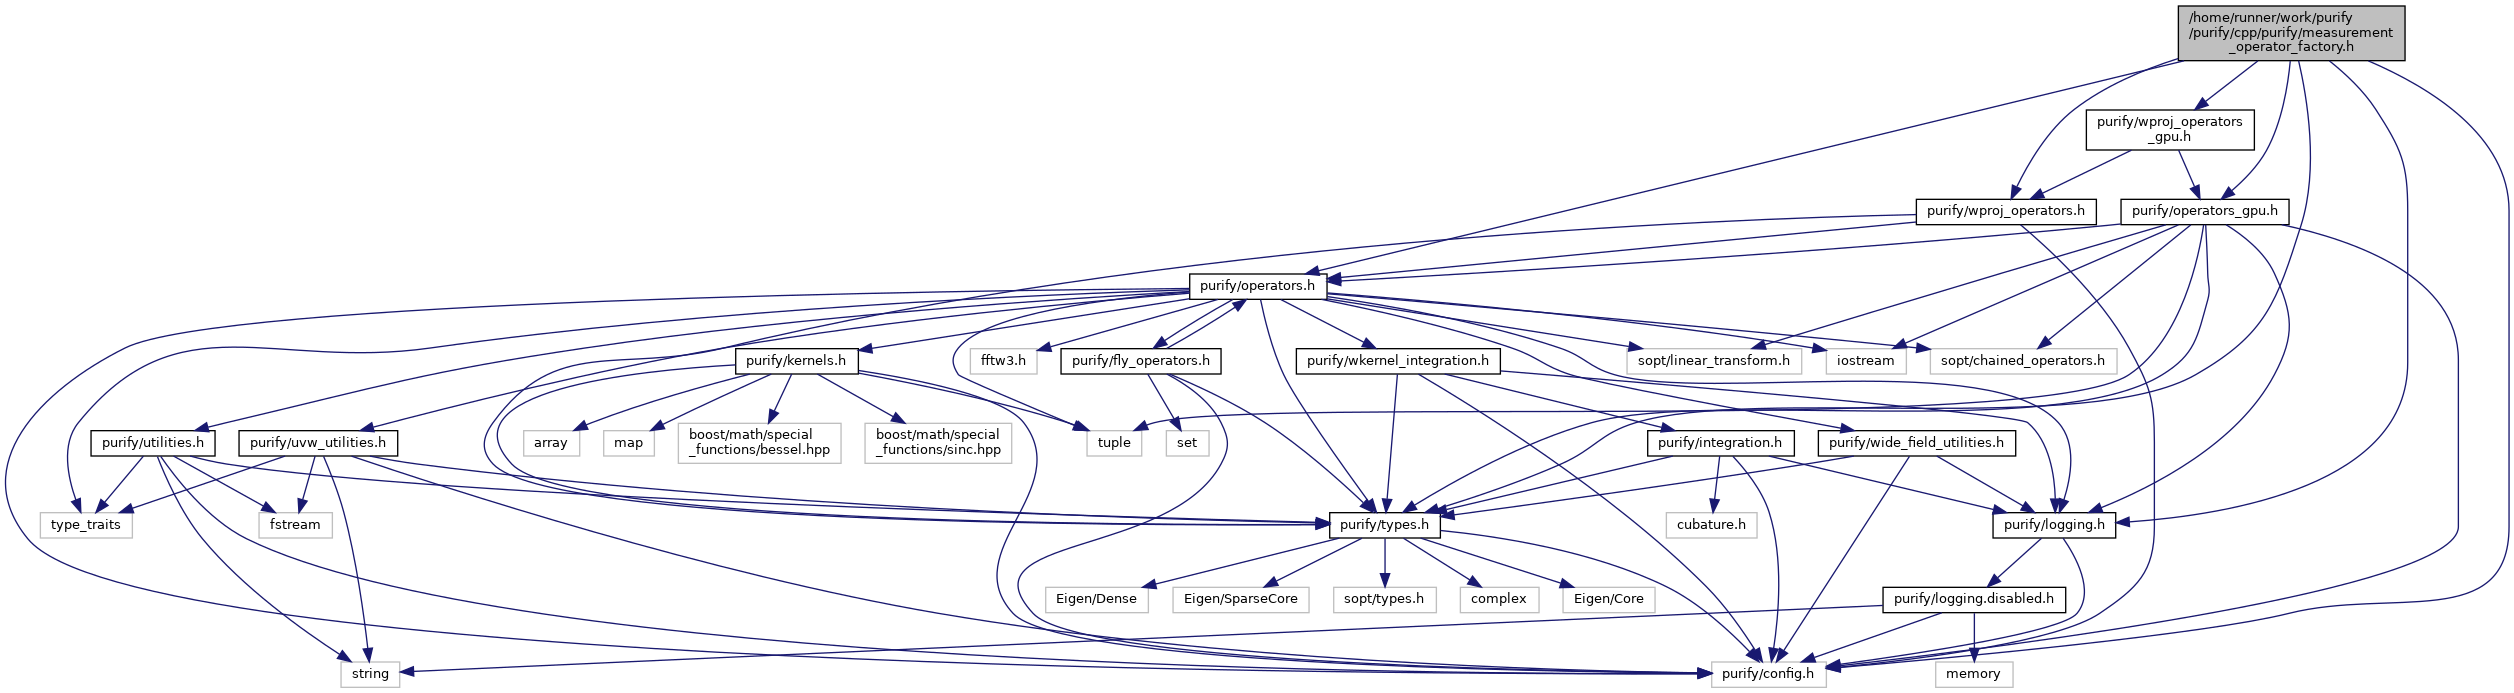 /home/runner/work/purify
/purify/cpp/purify/measurement
_operator_factory.h
purify/wproj_operators
_gpu.h
purify/wproj_operators.h
purify/operators_gpu.h
purify/operators.h
purify/kernels.h
fftw3.h
purify/fly_operators.h
purify/wkernel_integration.h
sopt/linear_transform.h
iostream
sopt/chained_operators.h
purify/utilities.h
purify/uvw_utilities.h
array
map
boost/math/special
_functions/bessel.hpp
boost/math/special
_functions/sinc.hpp
tuple
set
purify/integration.h
purify/wide_field_utilities.h
type_traits
fstream
purify/types.h
cubature.h
purify/logging.h
Eigen/Dense
Eigen/SparseCore
sopt/types.h
complex
Eigen/Core
purify/logging.disabled.h
string
purify/config.h
memory